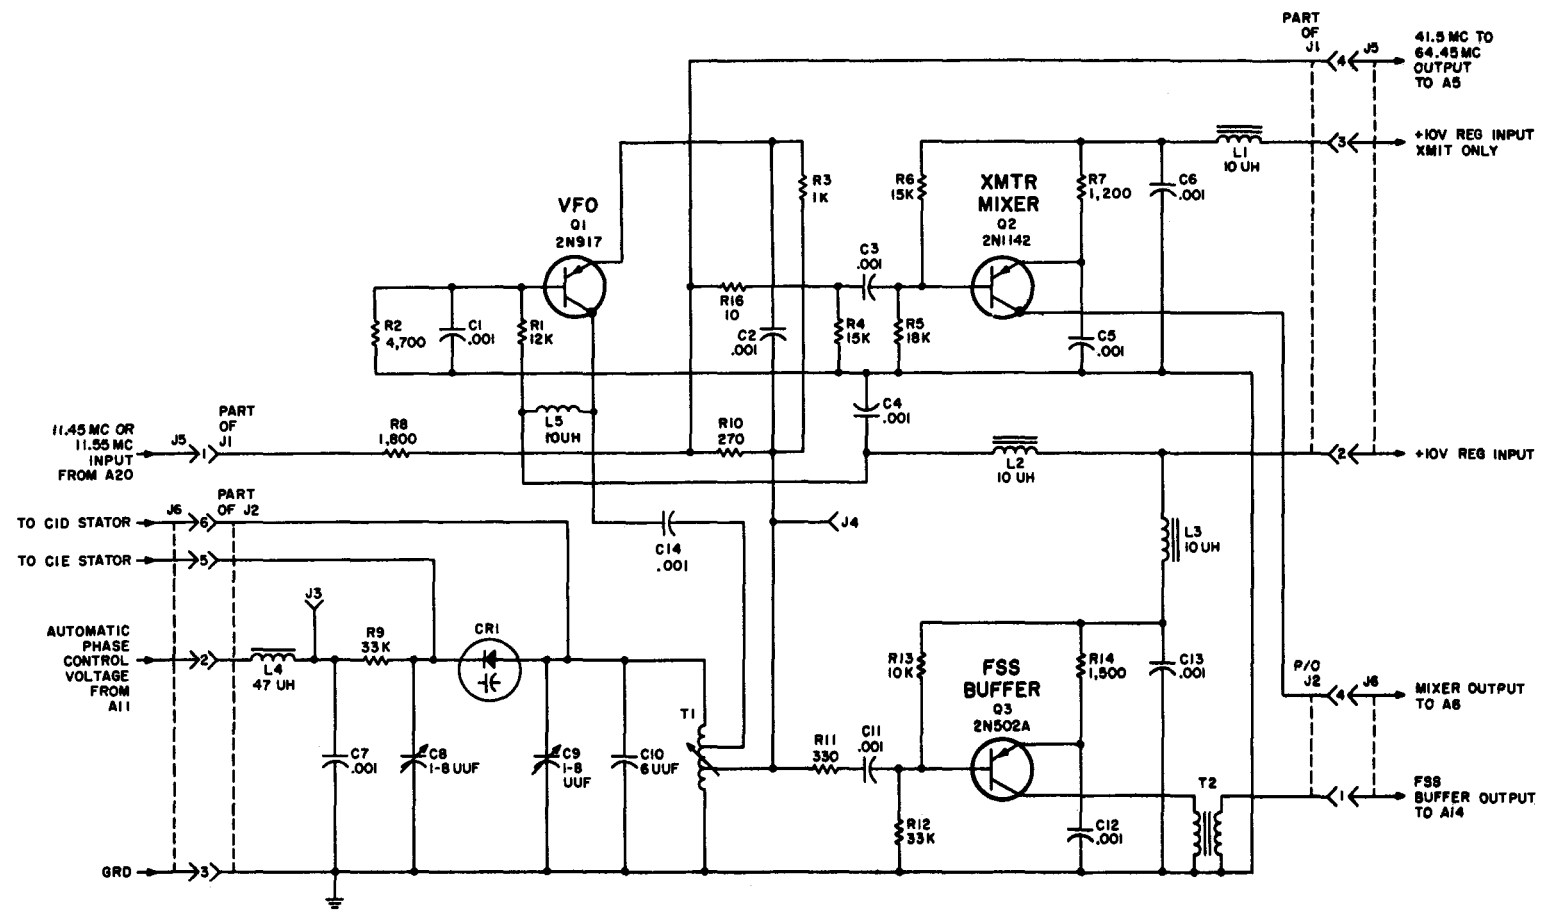 PART
OF
J1
4
J5
41.5 MC TO
64.45 MC
OUTPUT
TO A5
3
+10V REG INPUT
XMIT ONLY
L1
10 UH
R3
1K
R6
15K
XMTR
MIXER
Q2
2N1142
R7
1,200
C6
.001
VFO
Q1
2N917
C3
.001
R16
10
R2
4,700
C1
.001
R1
12K
C2
.001
R4
15K
R5
18K
C5
.001
C4
.001
11.45 MC OR
11.55 MC
INPUT
FROM A20
J5
1
PART
OF
J1
R8
1,800
L5
10UH
R10
270
L2
10 UH
2
+10V REG INPUT
TO C1D STATOR
J6
6
PART
OF J2
J4
C14
.001
L3
10 UH
TO C1E STATOR
5
J3
AUTOMATIC
PHASE
CONTROL
VOLTAGE
FROM
A11
2
L4
47 UH
R9
33K
CR1
R13
10K
FSS
BUFFER
Q3
2N502A
R14
1,500
C13
.001
P/O
J2
4
J6
MIXER OUTPUT
TO A6
T1
C7
.001
C8
1-8 UUF
C9
1-8
UUF
C10
6 UUF
R11
330
C11
.001
T2
1
FSS
BUFFER OUTPUT
TO A14
R12
33K
C12
.001
GRD
3